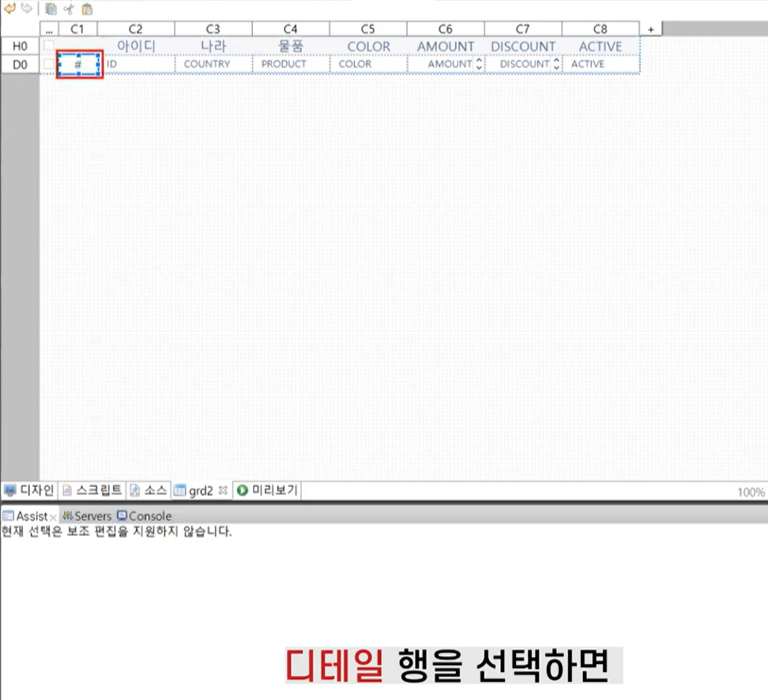 ... C1 C2 C3 C4 C5 C6 C7 C8 +
H0 아이디 나라 물품 COLOR AMOUNT DISCOUNT ACTIVE
D0 # ID COUNTRY PRODUCT COLOR AMOUNT DISCOUNT ACTIVE
디자인 스크립트 소스 grd2 미리보기 100%
Assist Servers Console
현재 선택은 보조 편집을 지원하지 않습니다.
디테일 행을 선택하면